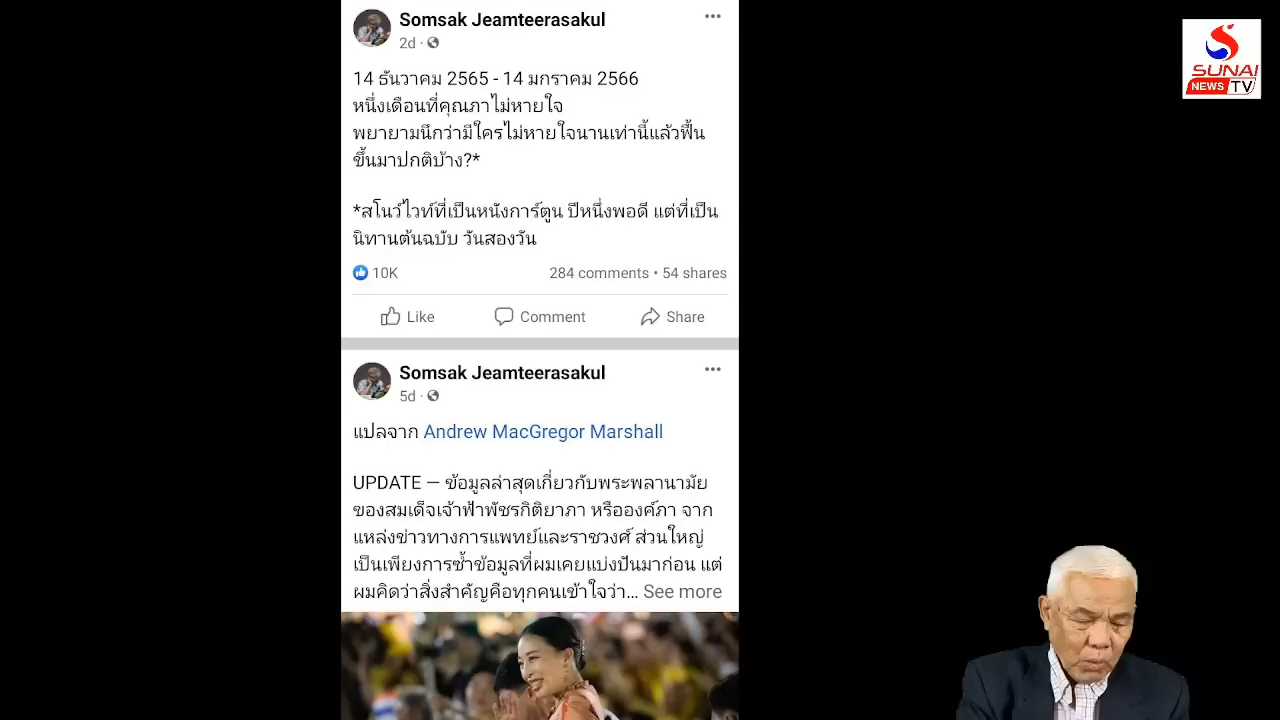 Somsak Jeamteerasakul
2d
14 ธันวาคม 2565 - 14 มกราคม 2566
หนึ่งเดือนที่คุณภาไม่หายใจ
พยายามนึกว่ามีใครไม่หายใจนานเท่านี้แล้วฟื้น
ขึ้นมาปกติบ้าง?*
*สโนว์ไวท์ที่เป็นหนังการ์ตูน ปีหนึ่งพอดี แต่ที่เป็น
นิทานต้นฉบับ วันสองวัน
10K
284 comments • 54 shares
Like
Comment
Share
Somsak Jeamteerasakul
5d
แปลจาก Andrew MacGregor Marshall
UPDATE — ข้อมูลล่าสุดเกี่ยวกับพระพลานามัย
ของสมเด็จเจ้าฟ้าพัชรกิติยาภา หรือองค์ภา จาก
แหล่งข่าวทางการแพทย์และราชวงศ์ ส่วนใหญ่
เป็นเพียงการซ้ำข้อมูลที่ผมเคยแบ่งปันมาก่อน แต่
ผมคิดว่าสิ่งสำคัญคือทุกคนเข้าใจว่า... See more
SUNAI
NEWS TV